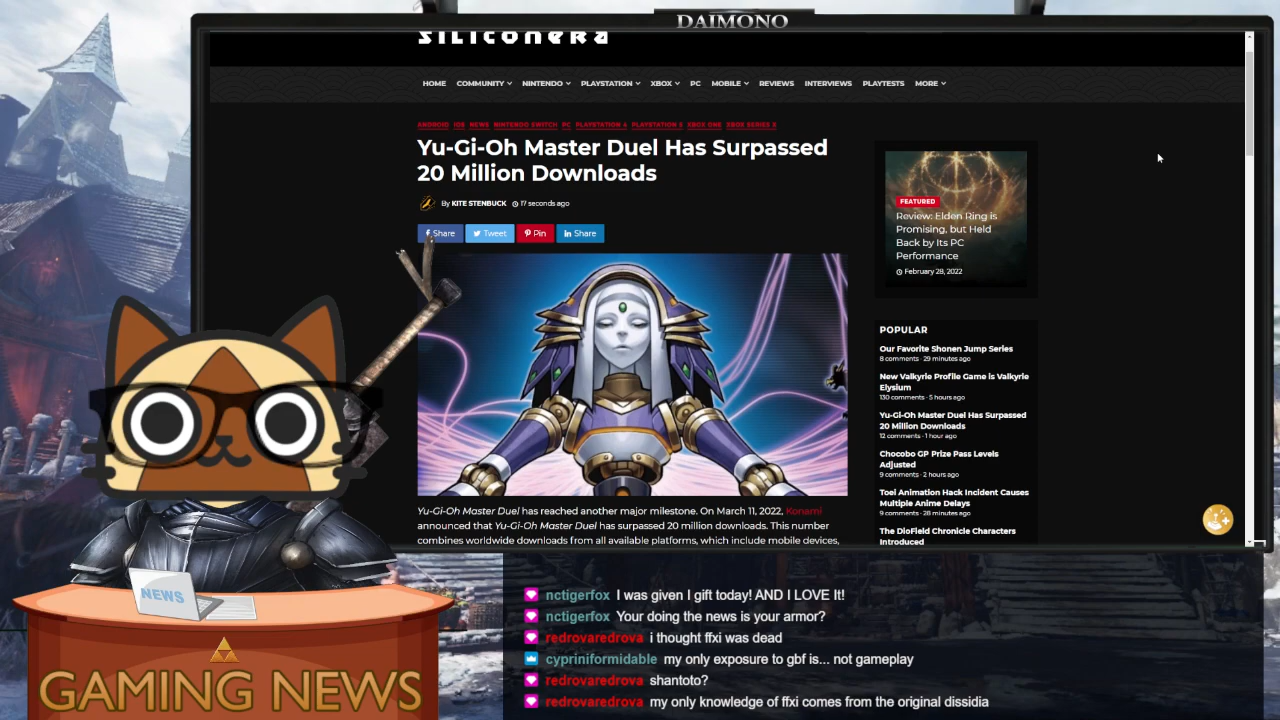 DAIMONO
SILICONERA
HOME COMMUNITY NINTENDO PLAYSTATION XBOX PC MOBILE REVIEWS INTERVIEWS PLAYTESTS MORE
ANDROID IOS NEWS NINTENDO SWITCH PC PLAYSTATION 4 PLAYSTATION 5 XBOX ONE XBOX SERIES X
Yu-Gi-Oh Master Duel Has Surpassed
20 Million Downloads
By KITE STENBUCK 17 seconds ago
Share Tweet Pin Share
Yu-Gi-Oh Master Duel has reached another major milestone. On March 11, 2022, Konami
announced that Yu-Gi-Oh Master Duel has surpassed 20 million downloads. This number
combines worldwide downloads from all available platforms, which include mobile devices,
FEATURED
Review: Elden Ring is
Promising, but Held
Back by Its PC
Performance
February 28, 2022
POPULAR
Our Favorite Shonen Jump Series
8 comments · 29 minutes ago
New Valkyrie Profile Game is Valkyrie
Elysium
130 comments · 5 hours ago
Yu-Gi-Oh Master Duel Has Surpassed
20 Million Downloads
12 comments · 1 hour ago
Chocobo GP Prize Pass Levels
Adjusted
9 comments · 2 hours ago
Toei Animation Hack Incident Causes
Multiple Anime Delays
9 comments · 28 minutes ago
The DioField Chronicle Characters
Introduced
NEWS
GAMING NEWS
nctigerfox I was given I gift today! AND I LOVE It!
nctigerfox Your doing the news is your armor?
redrovaredrova i thought ffxi was dead
cypriniformidable my only exposure to gbf is... not gameplay
redrovaredrova shantoto?
redrovaredrova my only knowledge of ffxi comes from the original dissidia